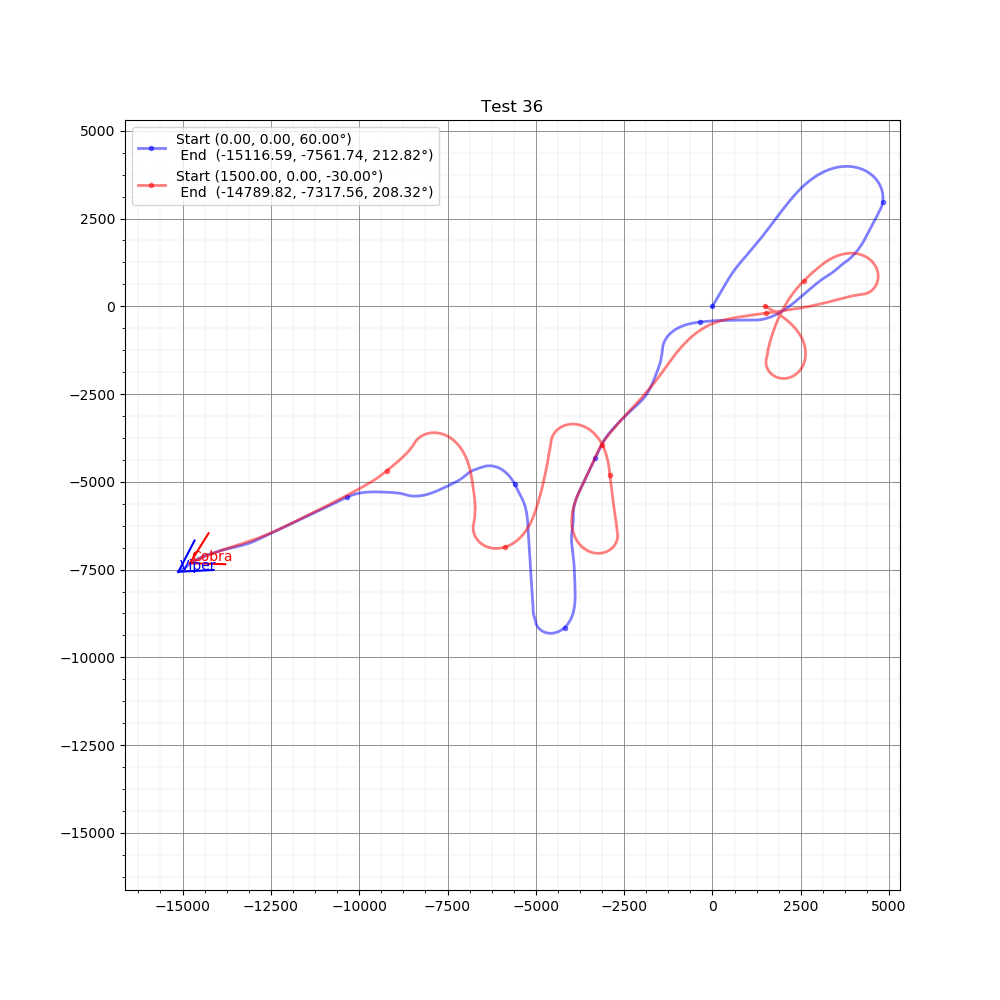 Test 36
Start (0.00, 0.00, 60.00°)
End (-15116.59, -7561.74, 212.82°)
Start (1500.00, 0.00, -30.00°)
End (-14789.82, -7317.56, 208.32°)
5000
2500
0
−2500
−5000
−7500
−10000
−12500
−15000
Cobra
−15000 −12500 −10000 −7500 −5000 −2500 0 2500 5000